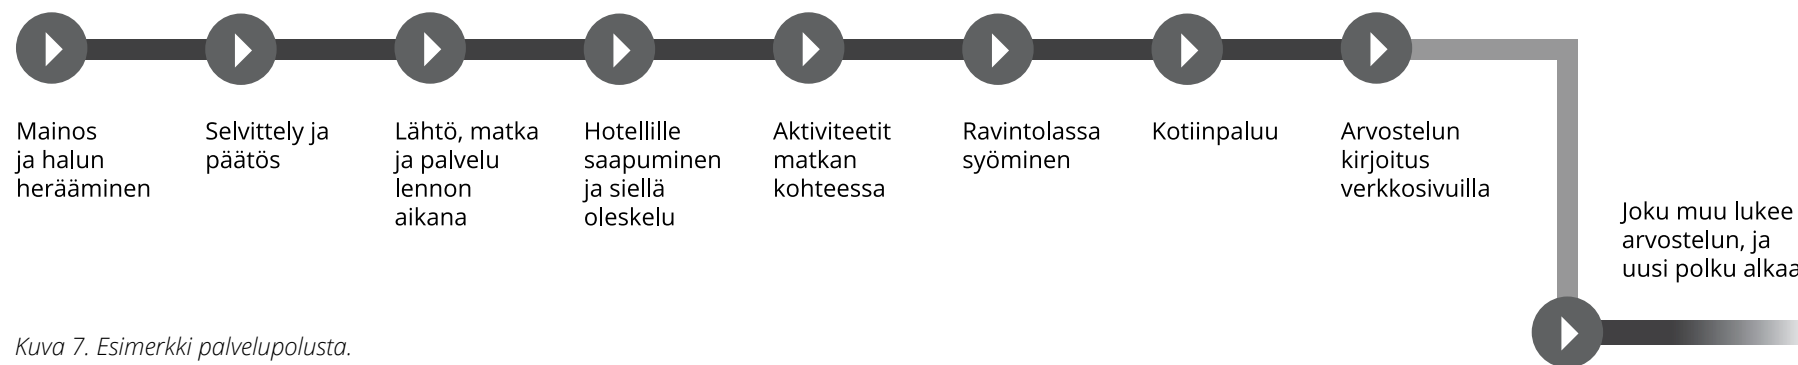 Mainos
ja halun
herääminen
Selvittely ja
päätös
Lähtö, matka
ja palvelu
lennon
aikana
Hotellille
saapuminen
ja siellä
oleskelu
Aktiviteetit
matkan
kohteessa
Ravintolassa
syöminen
Kotiinpaluu
Arvostelun
kirjoitus
verkkosivuilla
Joku muu lukee
arvostelun, ja
uusi polku alkaa
Kuva 7. Esimerkki palvelupolusta.